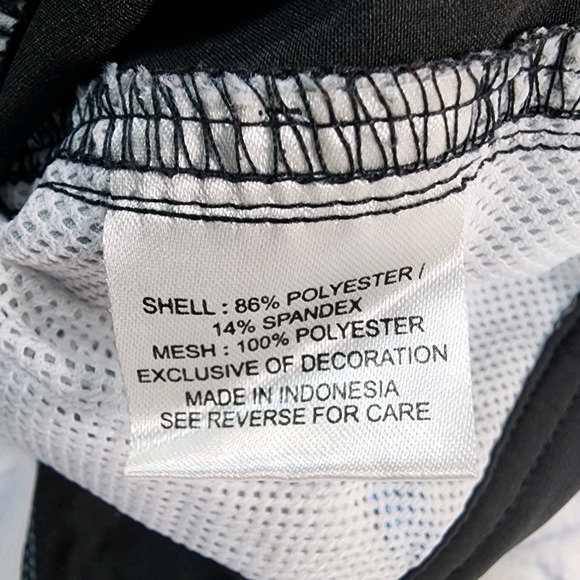 SHELL : 86% POLYESTER /
14% SPANDEX
MESH : 100% POLYESTER
EXCLUSIVE OF DECORATION
MADE IN INDONESIA
SEE REVERSE FOR CARE